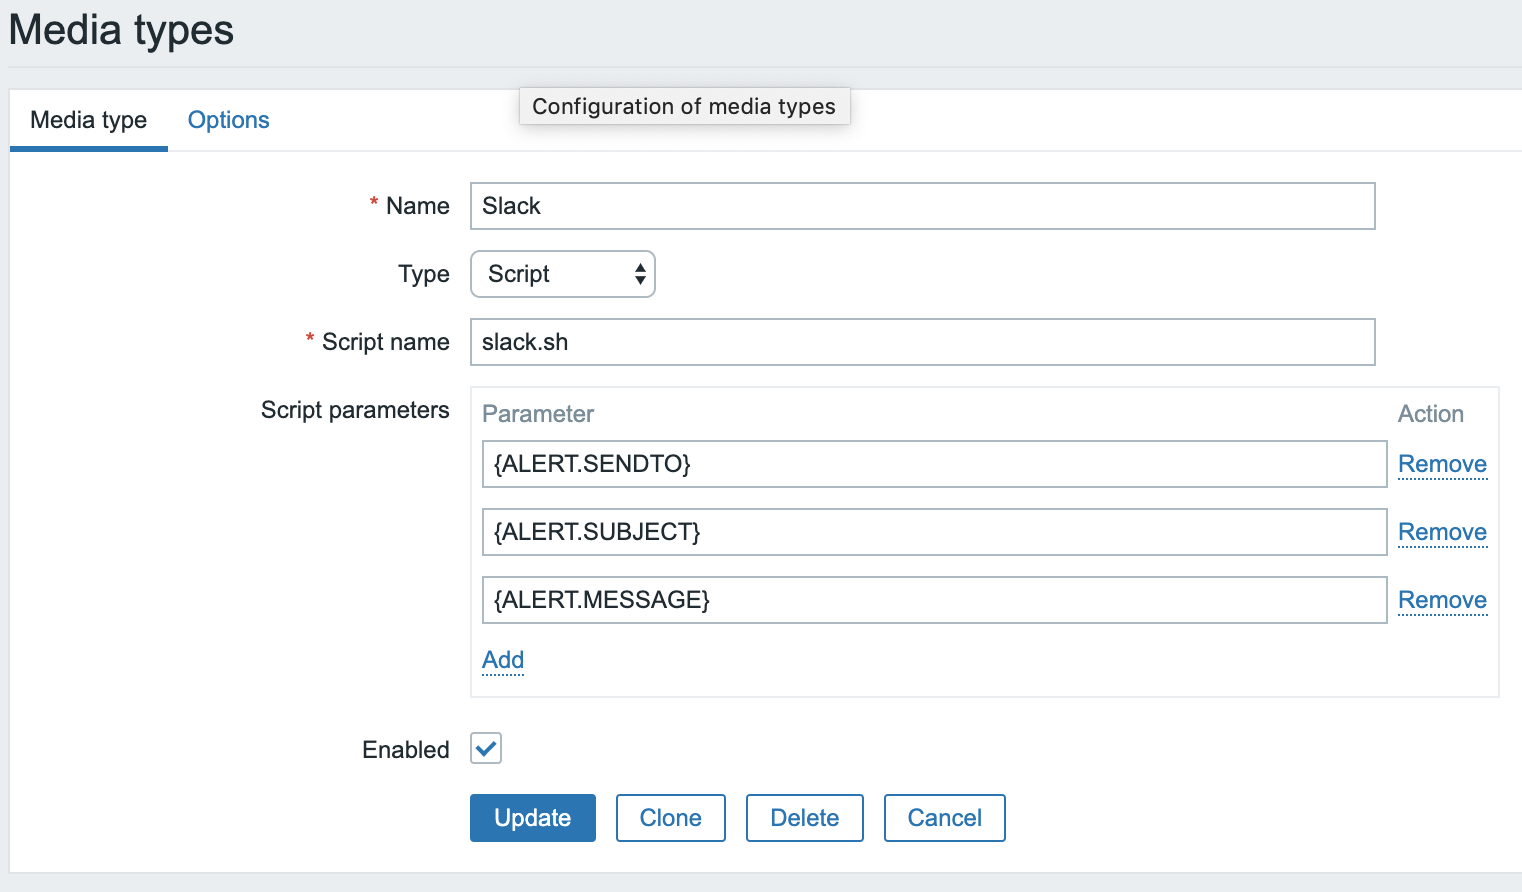 Media types
Media type Options
Configuration of media types
* Name Slack
Type Script
* Script name slack.sh
Script parameters Parameter Action
{ALERT.SENDTO} Remove
{ALERT.SUBJECT} Remove
{ALERT.MESSAGE} Remove
Add
Enabled
Update Clone Delete Cancel